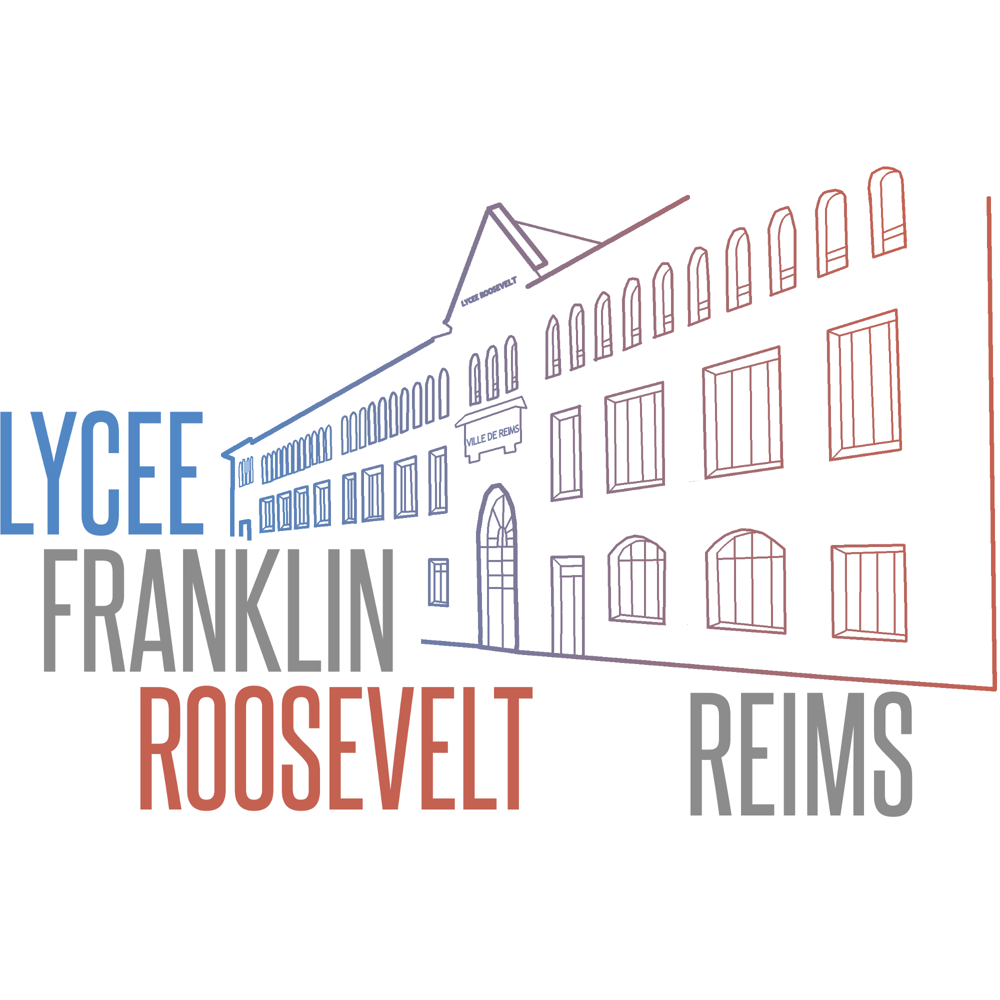 LYCEE ROOSEVELT
VILLE DE REIMS
LYCEE
FRANKLIN
ROOSEVELT
REIMS